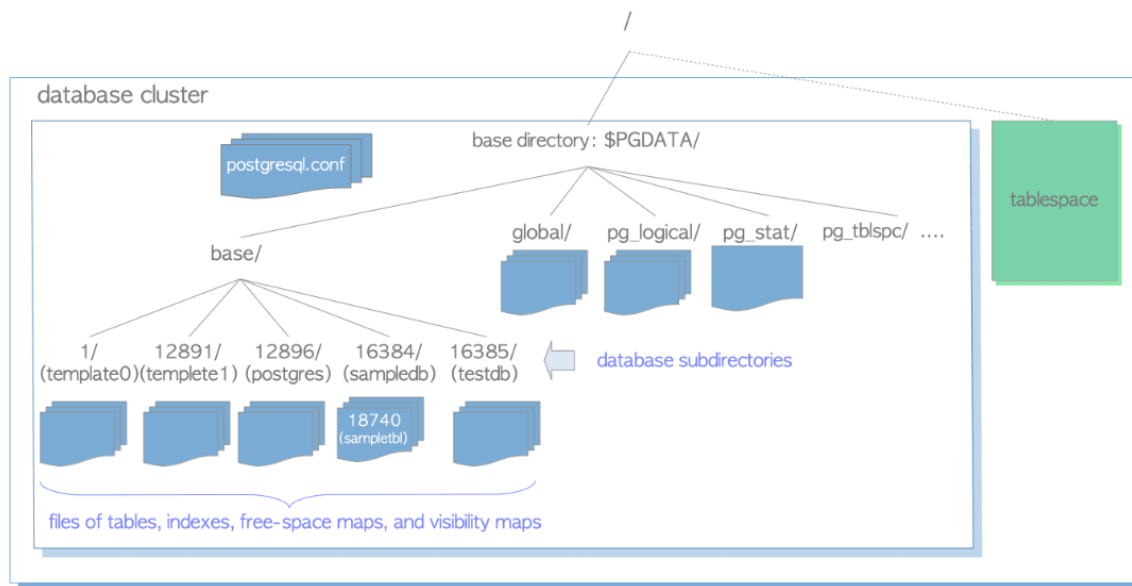 /
database cluster
base directory: $PGDATA/
postgresql.conf
tablespace
global/ pg_logical/ pg_stat/ pg_tblspc/ ....
base/
1/ 12891/ 12896/ 16384/ 16385/
(template0) (templete1) (postgres) (sampledb) (testdb)
database subdirectories
18740
(sampletbl)
files of tables, indexes, free-space maps, and visibility maps